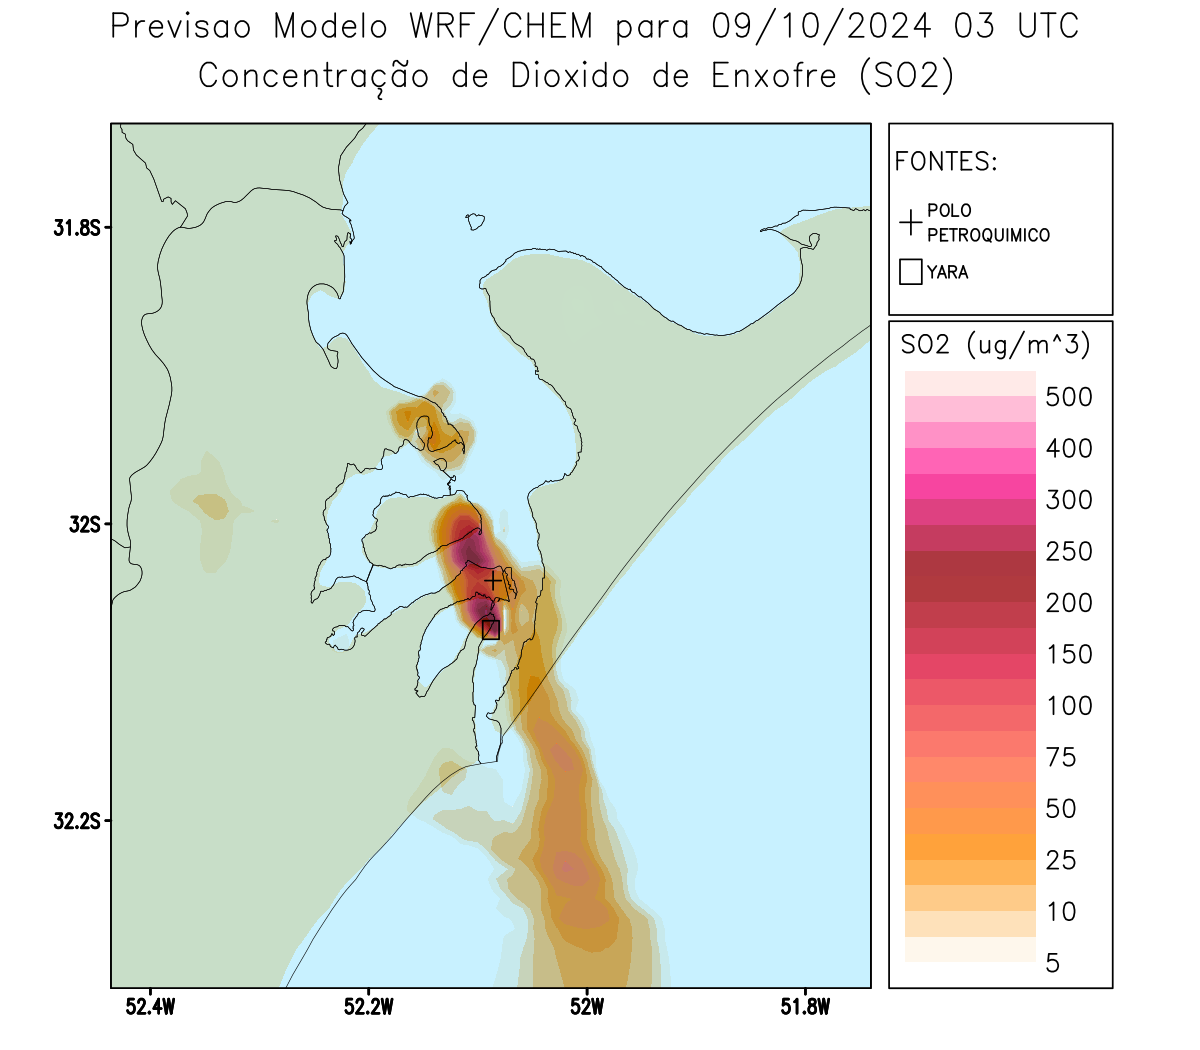 Previsao Modelo WRF/CHEM para 09/10/2024 03 UTC
Concentração de Dioxido de Enxofre (SO2)
FONTES:
POLO
PETROQUIMICO
YARA
SO2 (ug/m^3)
500
400
300
250
200
150
100
75
50
25
10
5
31.8S
32S
32.2S
52.4W
52.2W
52W
51.8W